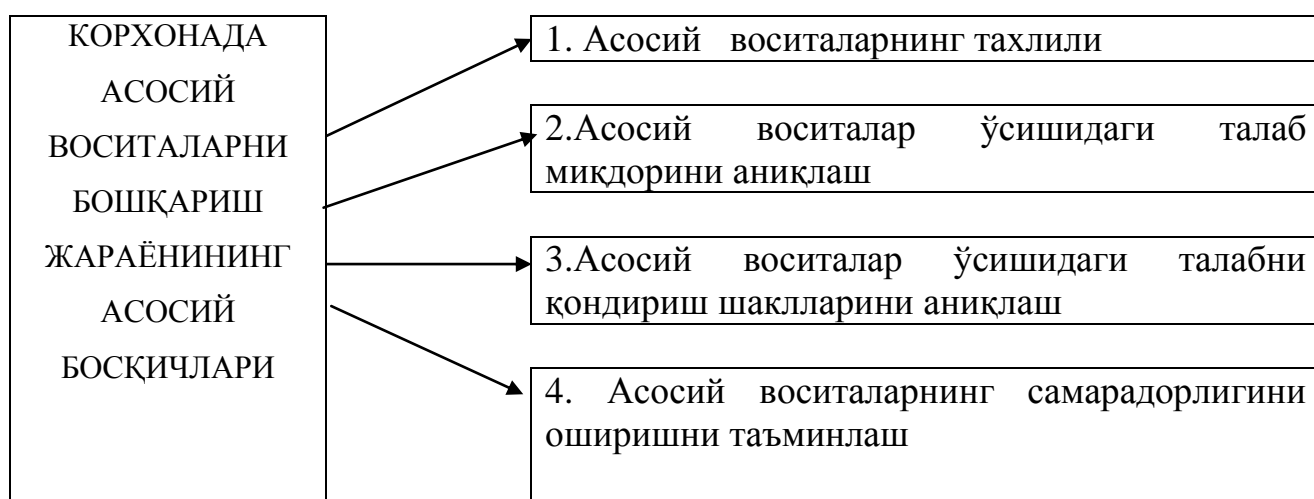 КОРХОНАДА
АСОСИЙ
ВОСИТАЛАРНИ
БОШҚАРИШ
ЖАРАЁНИНИНГ
АСОСИЙ
БОСҚИЧЛАРИ
1. Асосий воситаларнинг тахлили
2.Асосий воситалар ўсишидаги талаб
миқдорини аниқлаш
3.Асосий воситалар ўсишидаги талабни
қондириш шаклларини аниқлаш
4. Асосий воситаларнинг самарадорлигини
оширишни таъминлаш